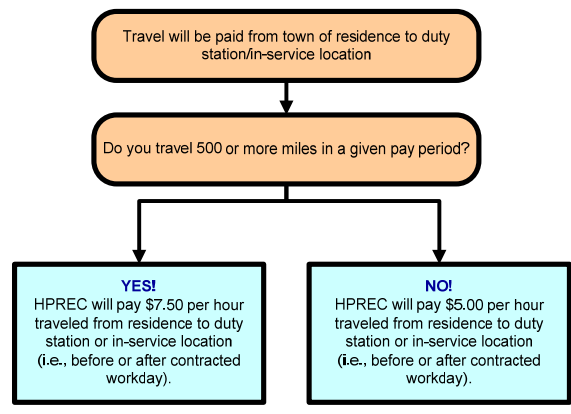 Travel will be paid from town of residence to duty
station/in-service location
Do you travel 500 or more miles in a given pay period?
YES!
HPREC will pay $7.50 per hour
traveled from residence to duty
station or in-service location
(i.e., before or after contracted
workday).
NO!
HPREC will pay $5.00 per hour
traveled from residence to duty
station or in-service location
(i.e., before or after contracted
workday).